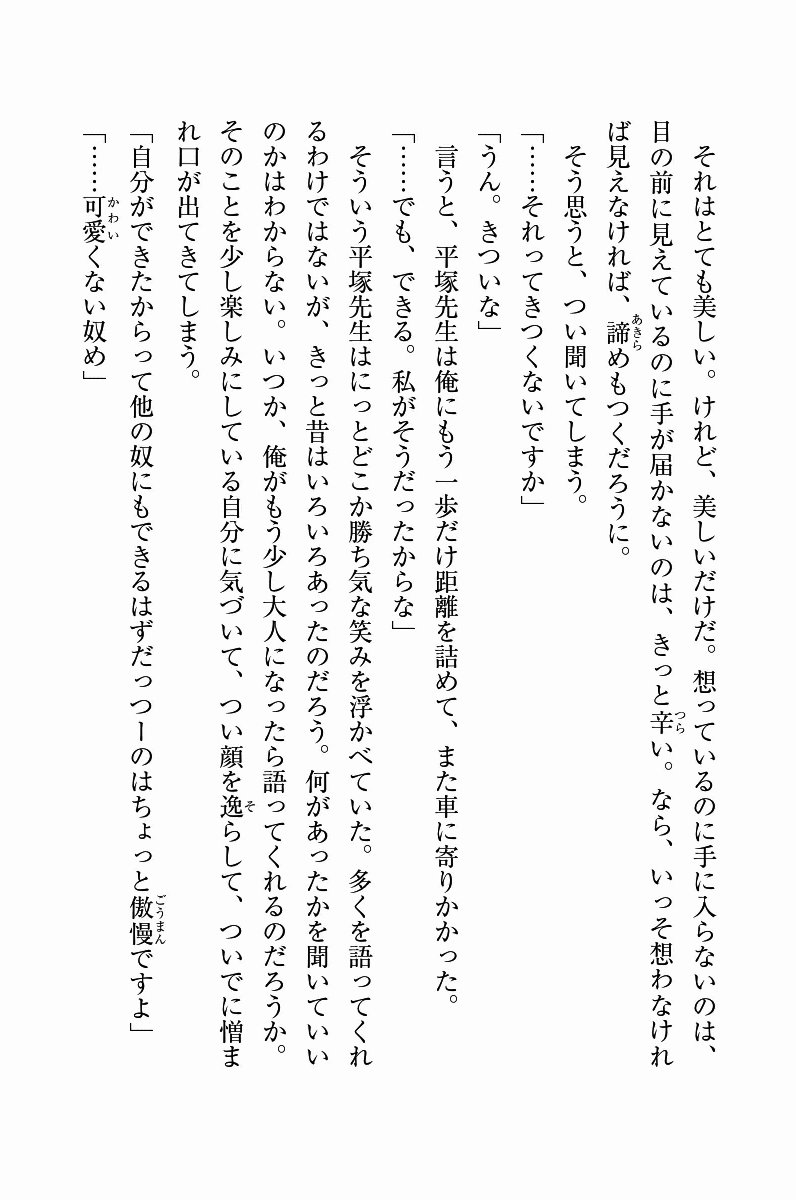 それはとても美しい。けれど、美しいだけだ。想っているのに手に入らないのは、
目の前に見えているのに手が届かないのは、きっと辛い。なら、いっそ想わなけれ
ば見えなければ、諦めもつくだろうに。
　そう思うと、つい聞いてしまう。
「……それってきつくないですか」
「うん。きついな」
　言うと、平塚先生は俺にもう一歩だけ距離を詰めて、また車に寄りかかった。
「……でも、できる。私がそうだったからな」
　そういう平塚先生はにっとどこか勝ち気な笑みを浮かべていた。多くを語ってくれ
るわけではないが、きっと昔はいろいろあったのだろう。何があったかを聞いていい
のかはわからない。いつか、俺がもう少し大人になったら語ってくれるのだろうか。
そのことを少し楽しみにしている自分に気づいて、つい顔を逸らして、ついでに憎ま
れ口が出てきてしまう。
「自分ができたからって他の奴にもできるはずだっつーのはちょっと傲慢ですよ」
「……可愛くない奴め」